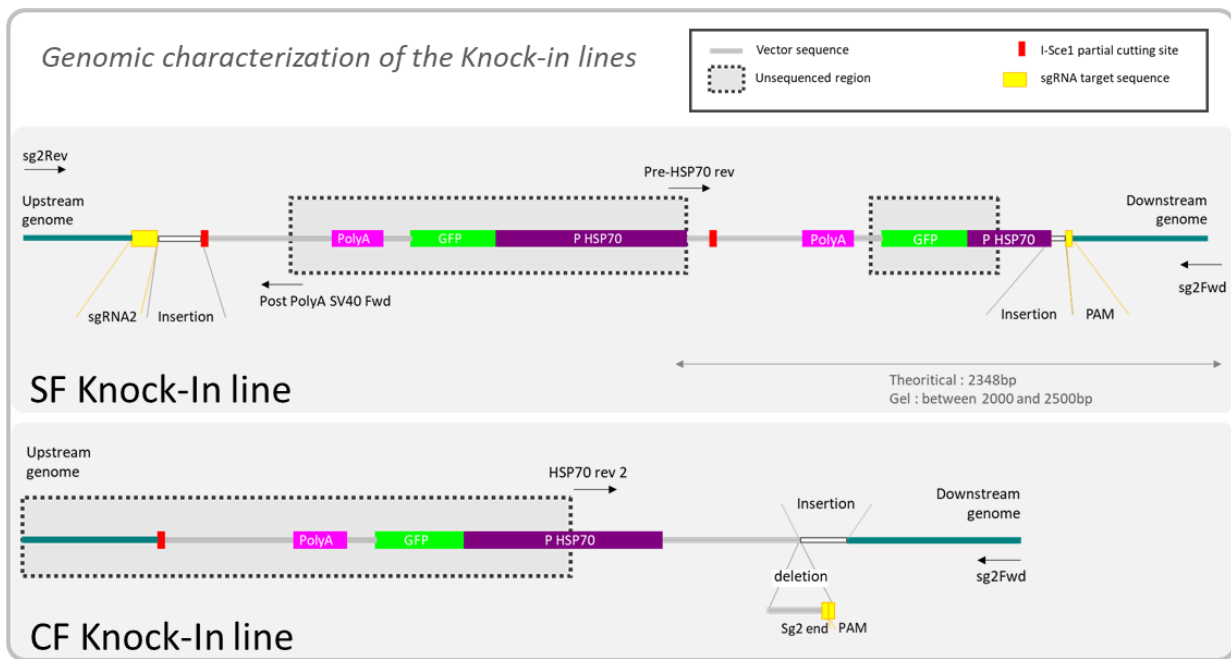 Genomic characterization of the Knock-in lines
Vector sequence
Unsequenced region
I-Sce1 partial cutting site
sgRNA target sequence
sg2Rev
Upstream
genome
Pre-HSP70 rev
Downstream
genome
PolyA
GFP
P HSP70
PolyA
GFP
P HSP70
Post PolyA SV40 Fwd
sg2Fwd
sgRNA2
Insertion
Insertion
PAM
SF Knock-In line
Theoritical : 2348bp
Gel : between 2000 and 2500bp
Upstream
genome
HSP70 rev 2
Insertion
Downstream
genome
PolyA
GFP
P HSP70
deletion
sg2Fwd
Sg2 end
PAM
CF Knock-In line